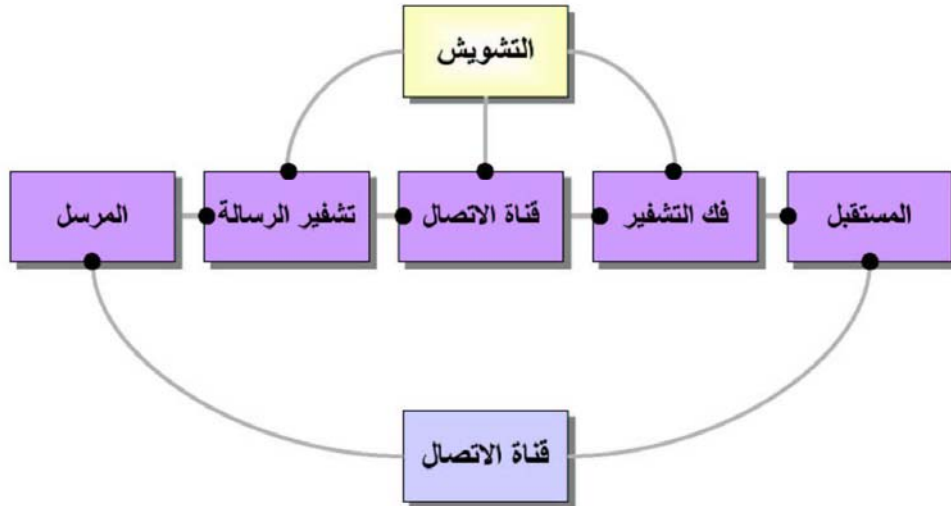 التشويش
المرسل
تشفير الرسالة
قناة الاتصال
فك التشفير
المستقبل
قناة الاتصال